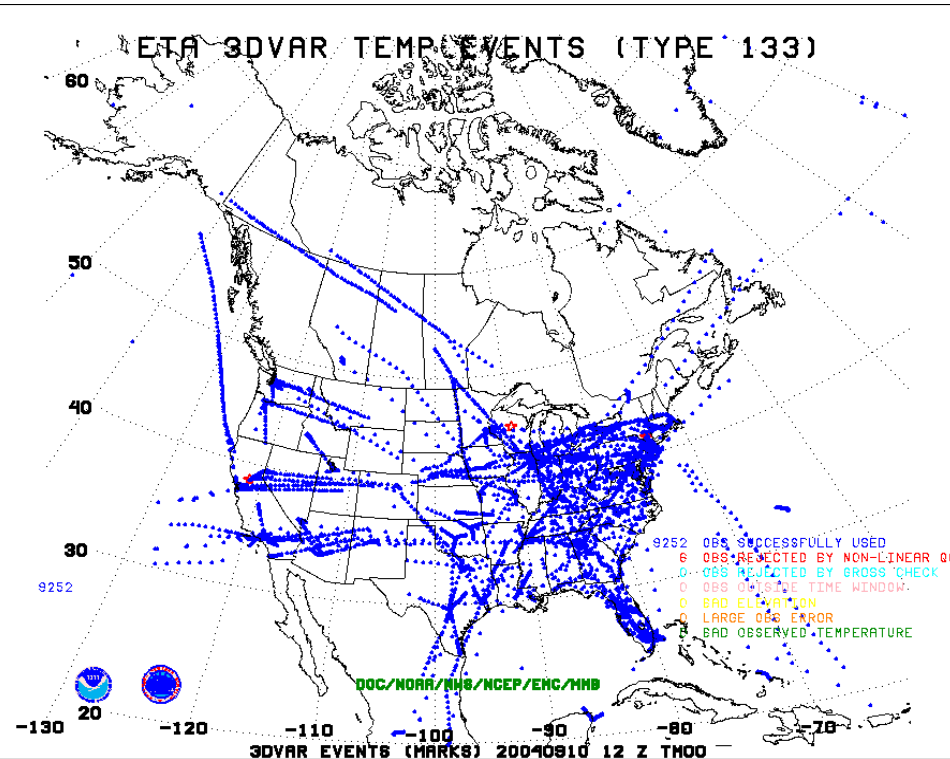 ETA 3DVAR TEMP EVENTS (TYPE 133)
60
50
40
30
9252 OBS SUCCESSFULLY USED
6 OBS REJECTED BY NON-LINEAR Q
0 OBS REJECTED BY GROSS CHECK
0 OBS OUTSIDE TIME WINDOW
0 BAD ELEVATION
0 LARGE OBS ERROR
BAD OBSERVED TEMPERATURE
9252
DOC/NOAA/NWS/NCEP/EMC/MMB
20
-130 -120 -110 -100 -90 -80 -70
3DVAR EVENTS (MARKS) 20040910 12 Z TM00